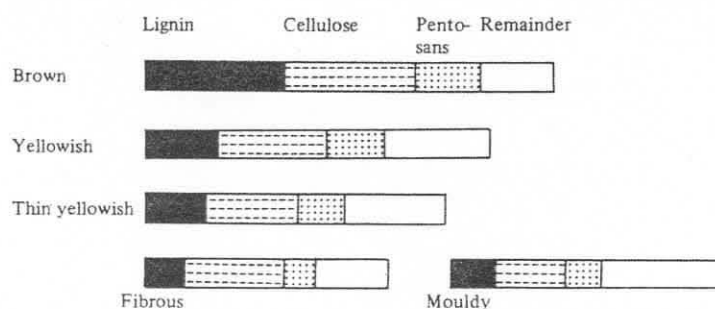 Lignin Cellulose Pento- Remainder
sans
Brown
Yellowish
Thin yellowish
Fibrous Mouldy